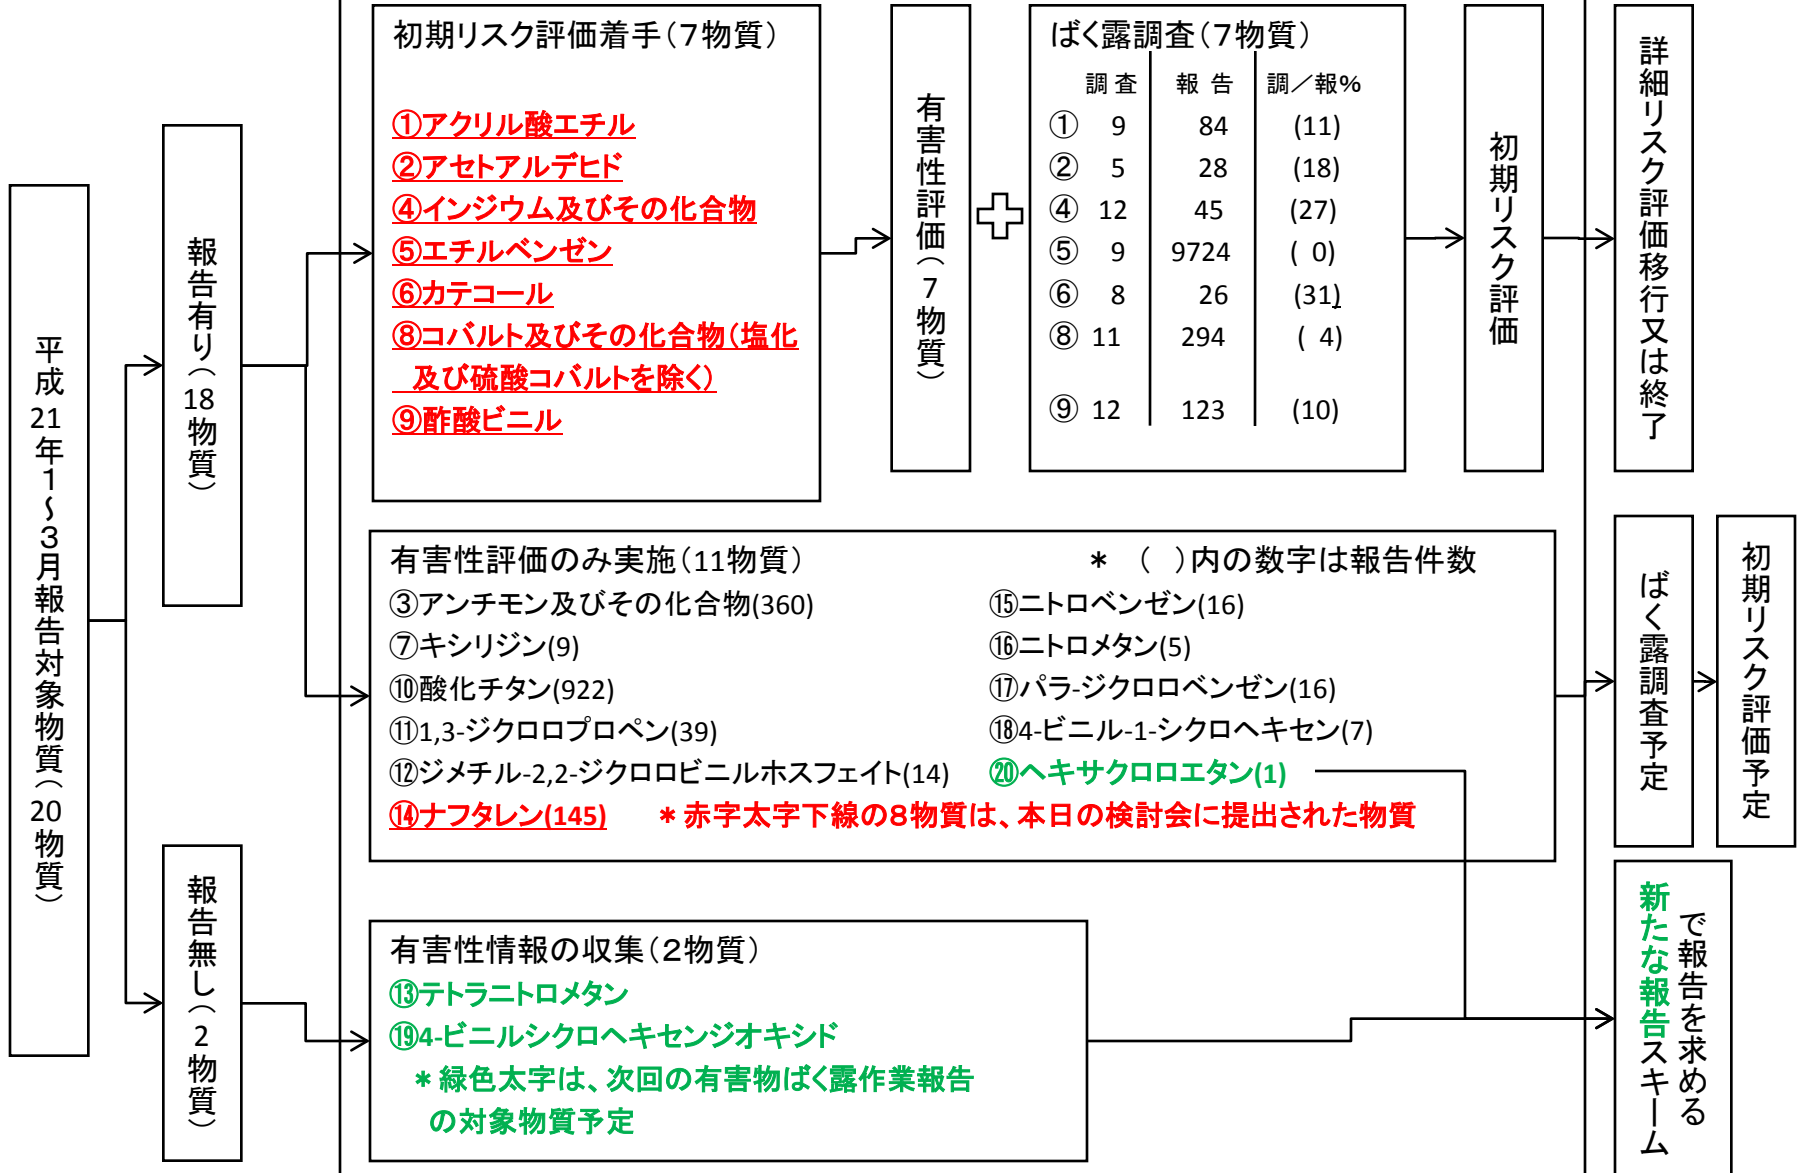 平成21年1～3月報告対象物質（20物質）
報告有り（18物質）
報告無し（2物質）
初期リスク評価着手（7物質）
①アクリル酸エチル
②アセトアルデヒド
④インジウム及びその化合物
⑤エチルベンゼン
⑥カテコール
⑧コバルト及びその化合物（塩化
及び硫酸コバルトを除く）
⑨酢酸ビニル
有害性評価（7物質）
ばく露調査（7物質）
調査 報告 調／報%
① 9 84 (11)
② 5 28 (18)
④ 12 45 (27)
⑤ 9 9724 ( 0)
⑥ 8 26 (31)
⑧ 11 294 ( 4)
⑨ 12 123 (10)
初期リスク評価
詳細リスク評価移行又は終了
有害性評価のみ実施（11物質） ＊ （ ）内の数字は報告件数
③アンチモン及びその化合物(360)
⑦キシリジン(9)
⑩酸化チタン(922)
⑪1,3-ジクロロプロペン(39)
⑫ジメチル-2,2-ジクロロビニルホスフェイト(14)
⑭ナフタレン(145) ＊赤字太字下線の８物質は、本日の検討会に提出された物質
⑮ニトロベンゼン(16)
⑯ニトロメタン(5)
⑰パラ-ジクロロベンゼン(16)
⑱4-ビニル-1-シクロヘキセン(7)
⑳ヘキサクロロエタン(1)
ばく露調査予定
初期リスク評価予定
有害性情報の収集（２物質）
⑬テトラニトロメタン
⑲4-ビニルシクロヘキセンジオキシド
＊緑色太字は、次回の有害物ばく露作業報告
の対象物質予定
新たな報告スキーム
で報告を求める